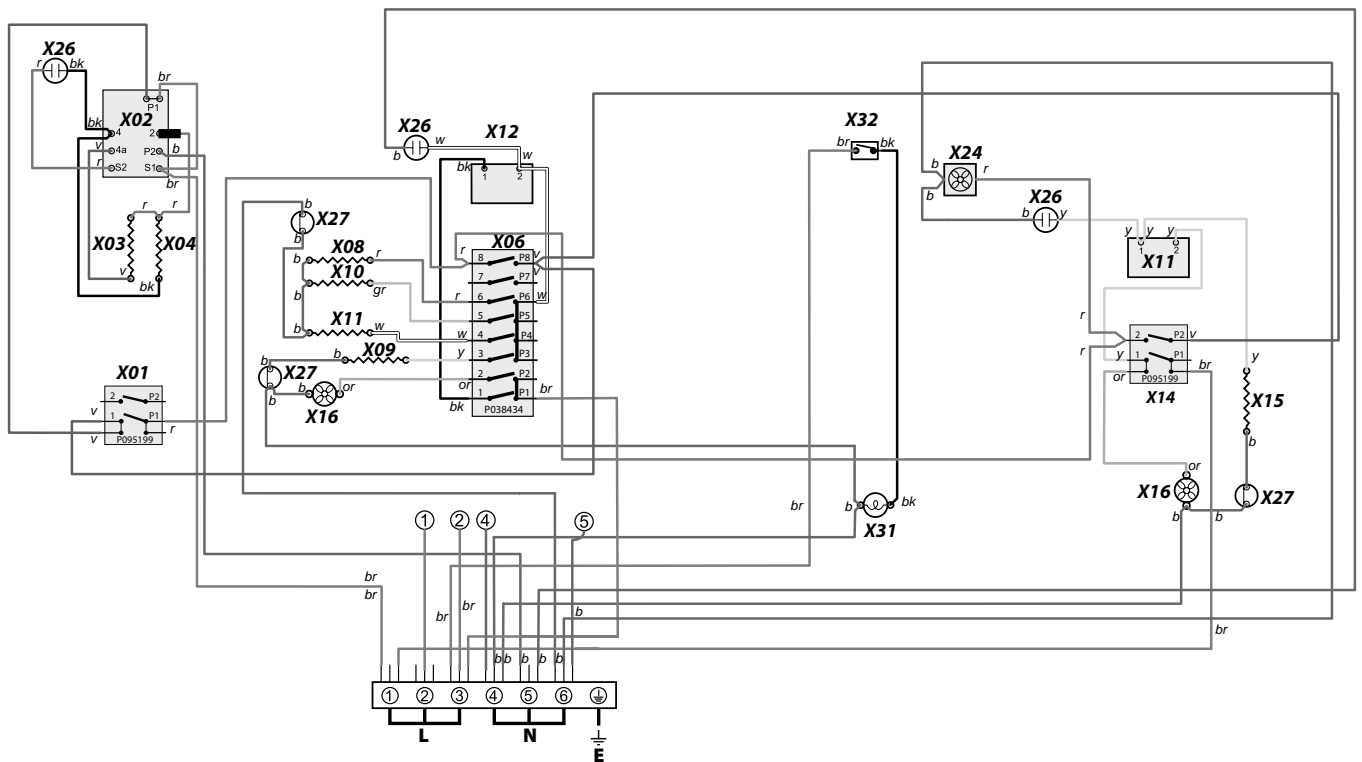 X26
r
bk
br
P1
X02
bk
4
2
v
4a
P2
b
r
S2
S1
br
r
r
X03
X04
v
bk
X01
2
P2
v
1
P1
v
r
P095199
b
X27
b
b
X08
r
b
X10
gr
b
X11
w
b
X09
b
X27
b
b
or
X16
X26
b
w
X12
bk
1
2
X06
r
8
P8
v
v
7
P7
r
6
P6
w
5
P5
w
4
P4
y
3
P3
or
2
P2
br
bk
1
P1
P038434
X32
br
bk
br
b
bk
X31
b
X24
r
b
X26
b
y
y
y
y
1
2
X11
r
r
2
P2
v
y
1
P1
br
or
P095199
X14
y
X15
b
or
X16
X27
b
b
br
1
2
4
5
br
br
br
br
b
b
b
b
b
b
1
2
3
4
5
6
L
N
E